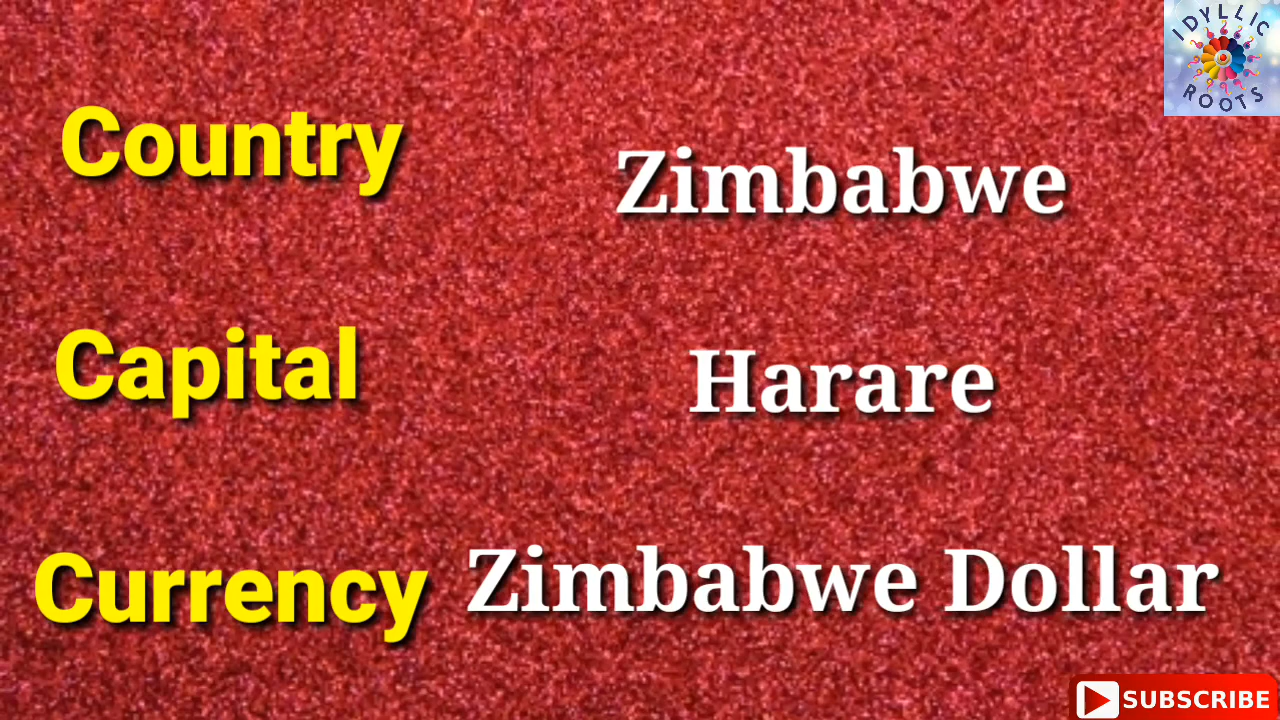 IDYLLIC
ROOTS
Country
Zimbabwe
Capital
Harare
Currency
Zimbabwe Dollar
SUBSCRIBE